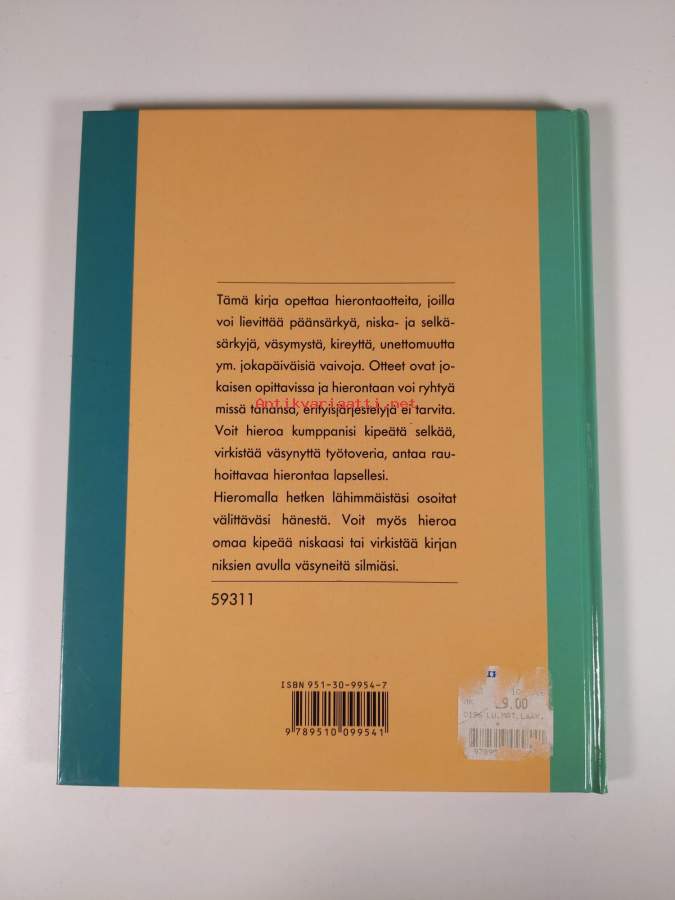 Tämä kirja opettaa hierontaotteita, joilla
voi lievittää päänsärkyä, niska- ja selkä-
särkyjä, väsymystä, kireyttä, unettomuutta
ym. jokapäiväisiä vaivoja. Otteet ovat jo-
kaisen opittavissa ja hierontaan voi ryhtyä
Antikvariaatti.net
missä tahansa, erityisjärjestelyjä ei tarvita.
Voit hieroa kumppanisi kipeätä selkää,
virkistää väsynyttä työtoveria, antaa rau-
hoittavaa hierontaa lapsellesi.
Hieromalla hetken lähimmäistäsi osoitat
välittäväsi hänestä. Voit myös hieroa
omaa kipeää niskaasi tai virkistää kirjan
niksien avulla väsyneitä silmiäsi.
59311
ISBN 951-30-9954-7
9 789510 099541
9.00